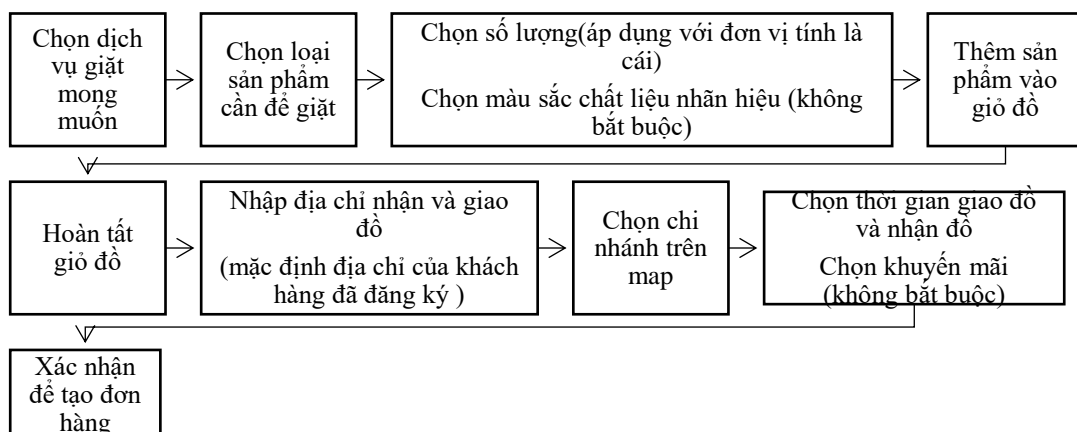 Chọn dịch
vụ giặt
mong
muốn
Chọn loại
sản phẩm
cần để giặt
Chọn số lượng(áp dụng với đơn vị tính là
cái)
Chọn màu sắc chất liệu nhãn hiệu (không
bắt buộc)
Thêm sản
phẩm vào
giỏ đồ
Hoàn tất
giỏ đồ
Nhập địa chỉ nhận và giao
đồ
(mặc định địa chỉ của khách
hàng đã đăng ký )
Chọn chi
nhánh trên
map
Chọn thời gian giao đồ
và nhận đồ
Chọn khuyến mãi
(không bắt buộc)
Xác nhận
để tạo đơn
hàng